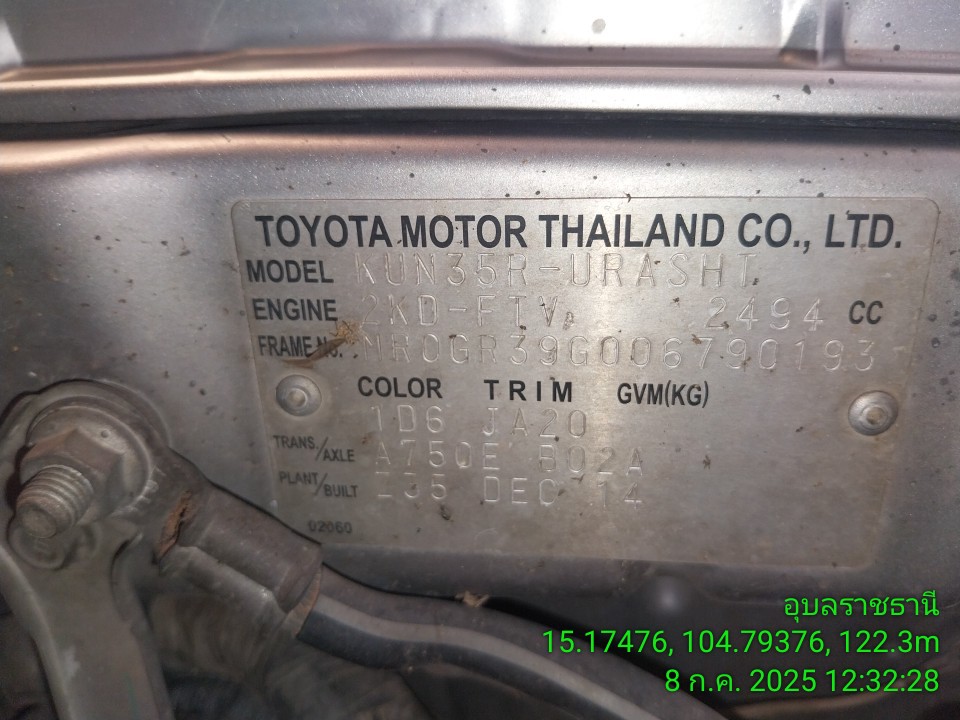 TOYOTA MOTOR THAILAND CO., LTD.
MODEL KUN35R-URASHT
ENGINE 2KD-FTV 2494 CC
FRAME NO. MR0GR39G006790193
COLOR TRIM GVM(KG)
1D6 JA20
TRANS./AXLE A750E B02A
PLANT/BUILT Z35 DEC 14
02060
อุบลราชธานี
15.17476, 104.79376, 122.3m
8 ก.ค. 2025 12:32:28